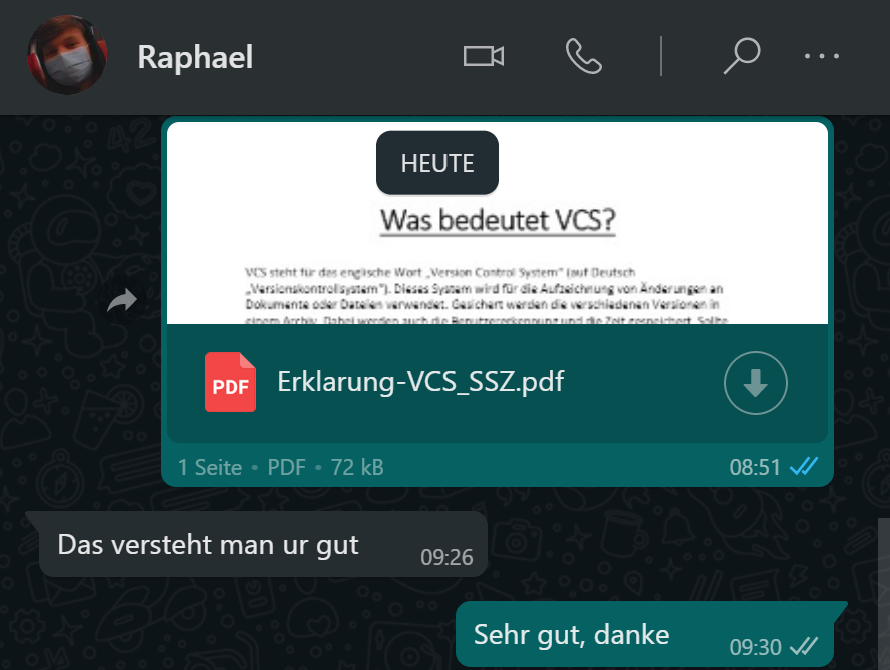 Raphael
HEUTE
Was bedeutet VCS?
VCS steht für das englische Wort „Version Control System" (auf Deutsch
„Versionskontrollsystem"). Dieses System wird für die Aufzeichnung von Änderungen an
Dokumente oder Dateien verwendet. Gesichert werden die verschiedenen Versionen in
einem Archiv. Dabei werden auch die Benutzererkennung und die Zeit gespeichert. Sollte
PDF
Erklarung-VCS_SSZ.pdf
1 Seite • PDF • 72 kB
08:51
Das versteht man ur gut
09:26
Sehr gut, danke
09:30